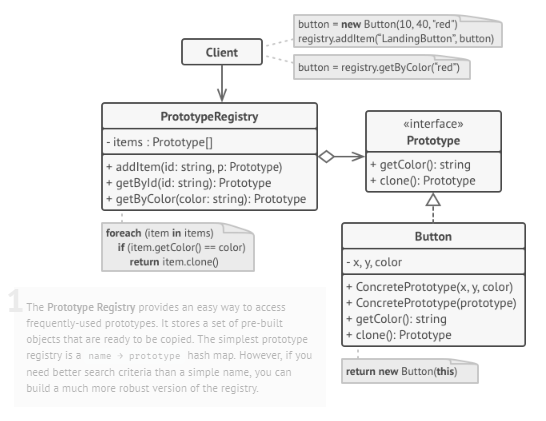 button = new Button(10, 40, "red")
registry.addItem("LandingButton", button)
Client
button = registry.getByColor("red")
PrototypeRegistry
- items : Prototype[]
+ addItem(id: string, p: Prototype)
+ getById(id: string): Prototype
+ getByColor(color: string): Prototype
«interface»
Prototype
+ getColor(): string
+ clone(): Prototype
foreach (item in items)
if (item.getColor() == color)
return item.clone()
Button
- x, y, color
+ ConcretePrototype(x, y, color)
+ ConcretePrototype(prototype)
+ getColor(): string
+ clone(): Prototype
return new Button(this)
1
The Prototype Registry provides an easy way to access
frequently-used prototypes. It stores a set of pre-built
objects that are ready to be copied. The simplest prototype
registry is a name → prototype hash map. However, if you
need better search criteria than a simple name, you can
build a much more robust version of the registry.